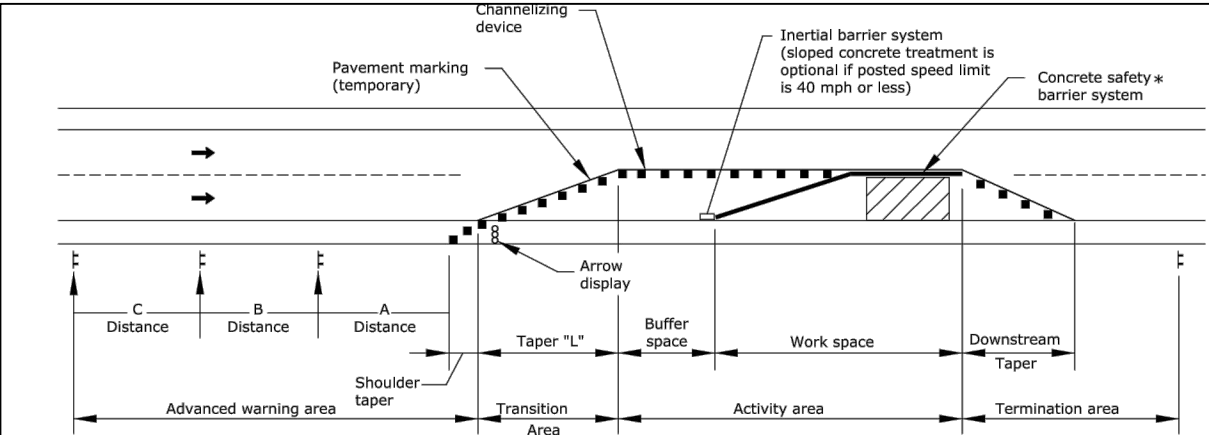 Channelizing
device
Inertial barrier system
(sloped concrete treatment is
optional if posted speed limit
is 40 mph or less)
Pavement marking
(temporary)
Concrete safety*
barrier system
Arrow
display
C
Distance
B
Distance
A
Distance
Taper "L"
Buffer
space
Work space
Downstream
Taper
Shoulder
taper
Advanced warning area
Transition
Area
Activity area
Termination area